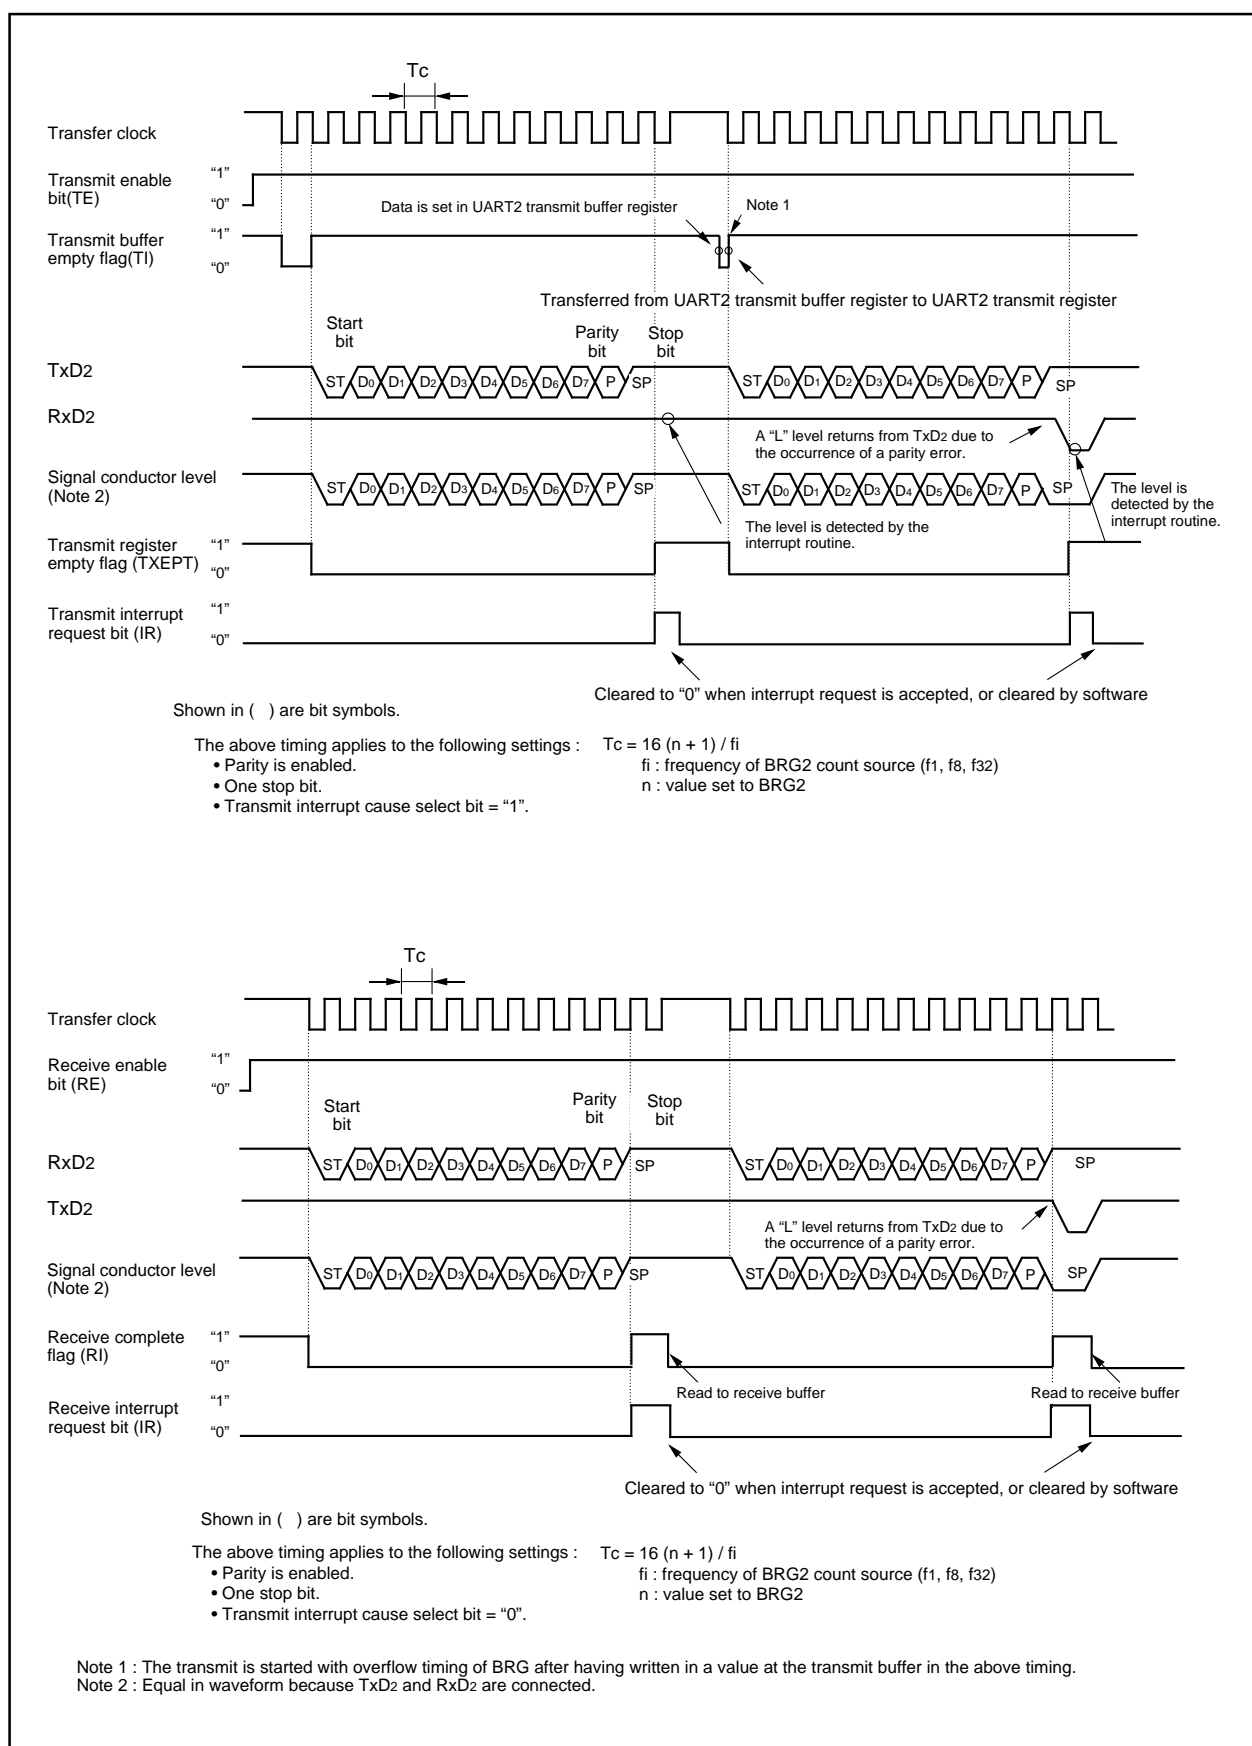 Tc
Transfer clock
Transmit enable
bit(TE)
“1”
“0”
Data is set in UART2 transmit buffer register
Note 1
Transmit buffer
empty flag(TI)
“1”
“0”
Transferred from UART2 transmit buffer register to UART2 transmit register
Start
bit
Parity
bit
Stop
bit
TxD2
ST D0 D1 D2 D3 D4 D5 D6 D7 P SP
ST D0 D1 D2 D3 D4 D5 D6 D7 P SP
RxD2
A “L” level returns from TxD2 due to
the occurrence of a parity error.
Signal conductor level
(Note 2)
ST D0 D1 D2 D3 D4 D5 D6 D7 P SP
ST D0 D1 D2 D3 D4 D5 D6 D7 P SP
The level is
detected by the
interrupt routine.
The level is detected by the
interrupt routine.
Transmit register
empty flag (TXEPT)
“1”
“0”
Transmit interrupt
request bit (IR)
“1”
“0”
Cleared to “0” when interrupt request is accepted, or cleared by software
Shown in ( ) are bit symbols.
The above timing applies to the following settings :
• Parity is enabled.
• One stop bit.
• Transmit interrupt cause select bit = “1”.
Tc = 16 (n + 1) / fi
fi : frequency of BRG2 count source (f1, f8, f32)
n : value set to BRG2
Tc
Transfer clock
Receive enable
bit (RE)
“1”
“0”
Start
bit
Parity
bit
Stop
bit
RxD2
ST D0 D1 D2 D3 D4 D5 D6 D7 P SP
ST D0 D1 D2 D3 D4 D5 D6 D7 P SP
TxD2
A “L” level returns from TxD2 due to
the occurrence of a parity error.
Signal conductor level
(Note 2)
ST D0 D1 D2 D3 D4 D5 D6 D7 P SP
ST D0 D1 D2 D3 D4 D5 D6 D7 P SP
Receive complete
flag (RI)
“1”
“0”
Read to receive buffer
Read to receive buffer
Receive interrupt
request bit (IR)
“1”
“0”
Cleared to “0” when interrupt request is accepted, or cleared by software
Shown in ( ) are bit symbols.
The above timing applies to the following settings :
• Parity is enabled.
• One stop bit.
• Transmit interrupt cause select bit = “0”.
Tc = 16 (n + 1) / fi
fi : frequency of BRG2 count source (f1, f8, f32)
n : value set to BRG2
Note 1 : The transmit is started with overflow timing of BRG after having written in a value at the transmit buffer in the above timing.
Note 2 : Equal in waveform because TxD2 and RxD2 are connected.